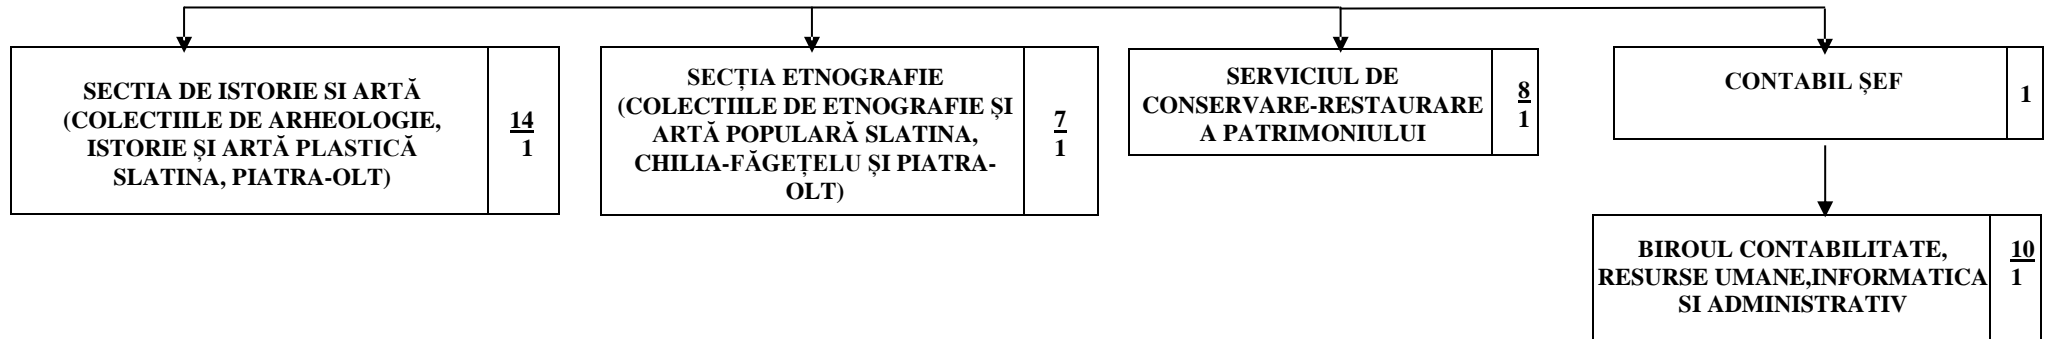 SECTIA DE ISTORIE SI ARTĂ
(COLECTIILE DE ARHEOLOGIE,
ISTORIE ȘI ARTĂ PLASTICĂ
SLATINA, PIATRA-OLT)
14
1
SECȚIA ETNOGRAFIE
(COLECTIILE DE ETNOGRAFIE ȘI
ARTĂ POPULARĂ SLATINA,
CHILIA-FĂGEȚELU ȘI PIATRA-
OLT)
7
1
SERVICIUL DE
CONSERVARE-RESTAURARE
A PATRIMONIULUI
8
1
CONTABIL ȘEF
1
BIROUL CONTABILITATE,
RESURSE UMANE,INFORMATICA
SI ADMINISTRATIV
10
1